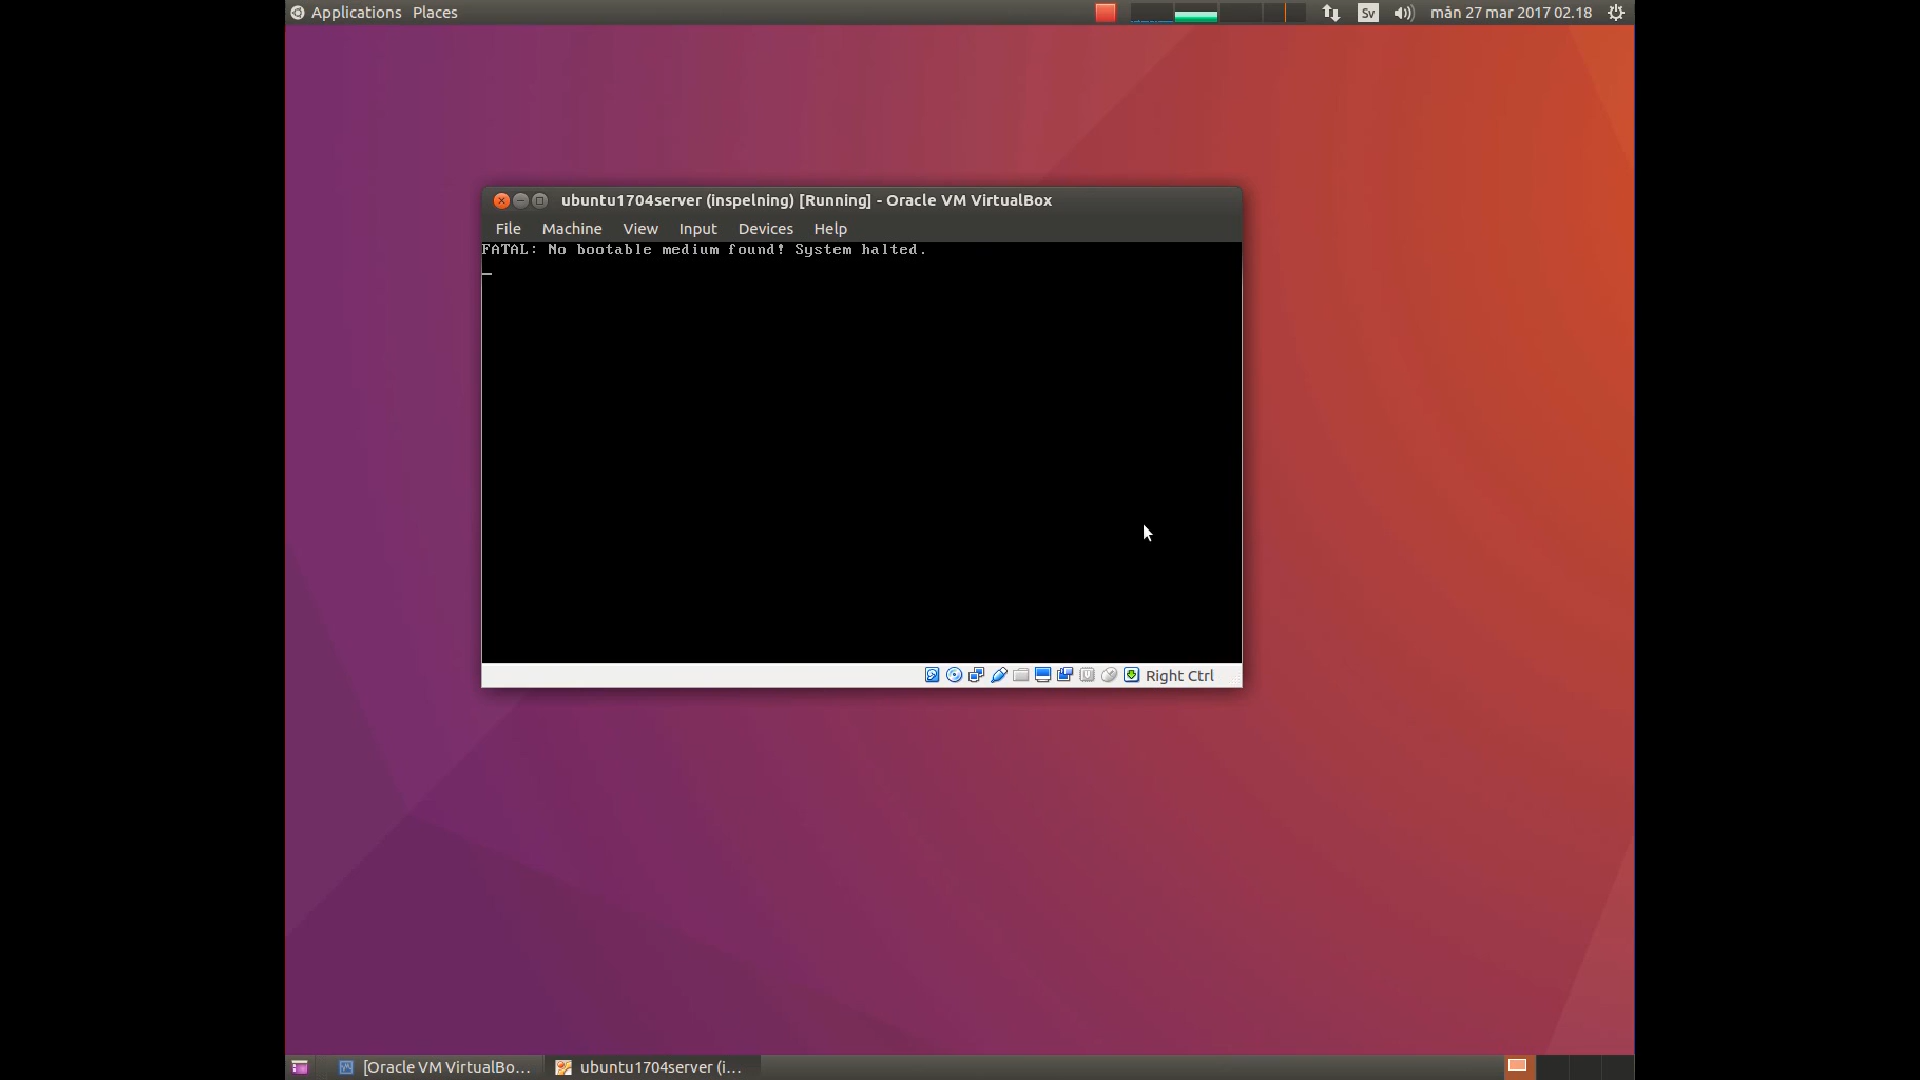 Applications Places
Sv mån 27 mar 2017 02.18
ubuntu1704server (inspelning) [Running] - Oracle VM VirtualBox
File Machine View Input Devices Help
FATAL: No bootable medium found! System halted.
Right Ctrl
[Oracle VM VirtualBo... ubuntu1704server (i...